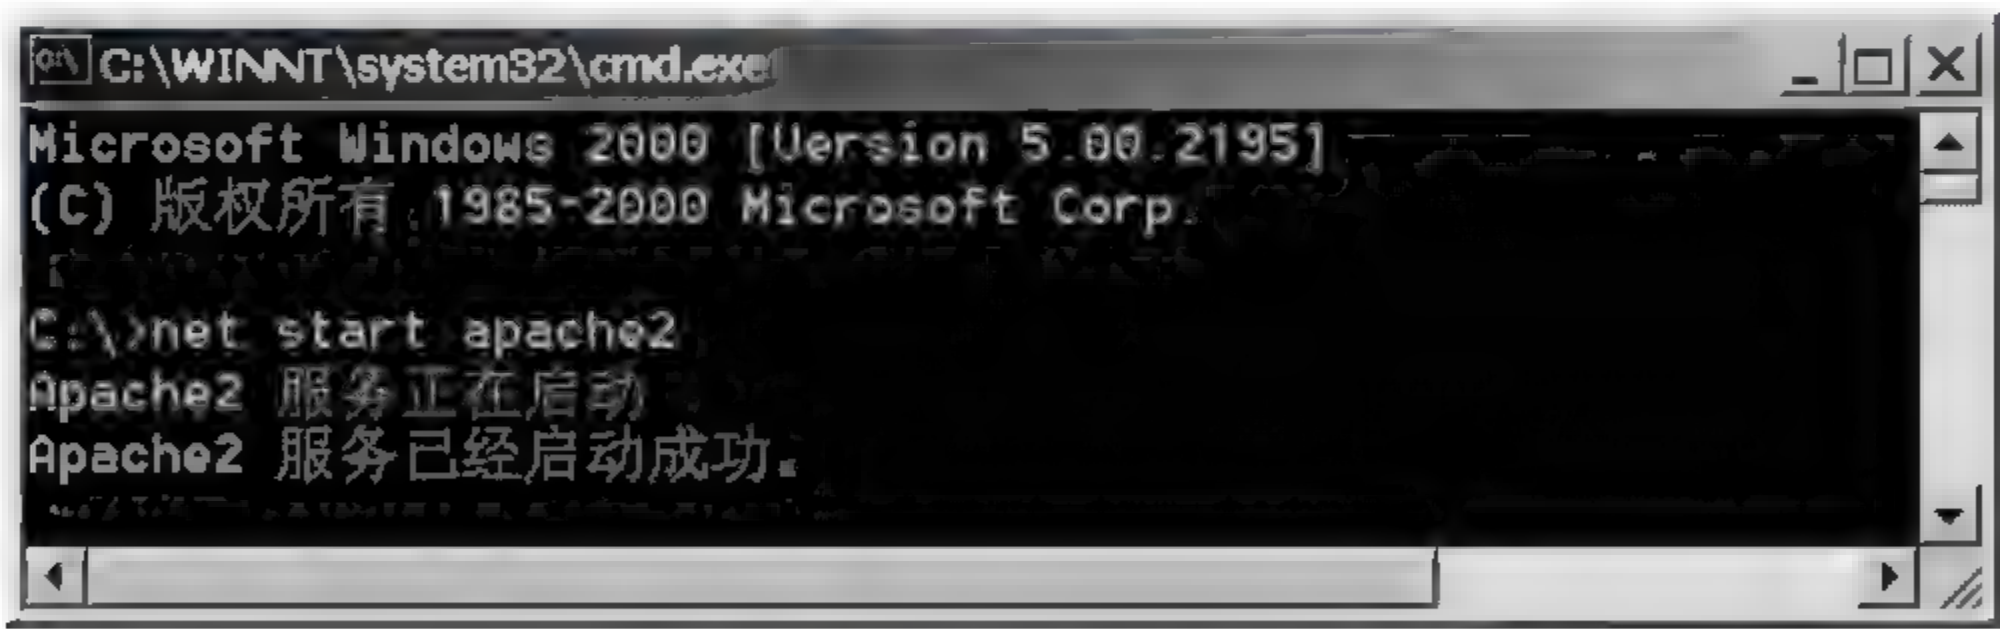 C:\WINNT\system32\cmd.exe
Microsoft Windows 2000 [Version 5.00.2195]
(C) 版权所有 1985-2000 Microsoft Corp.
C:\>net start apache2
Apache2 服务正在启动
Apache2 服务已经启动成功。